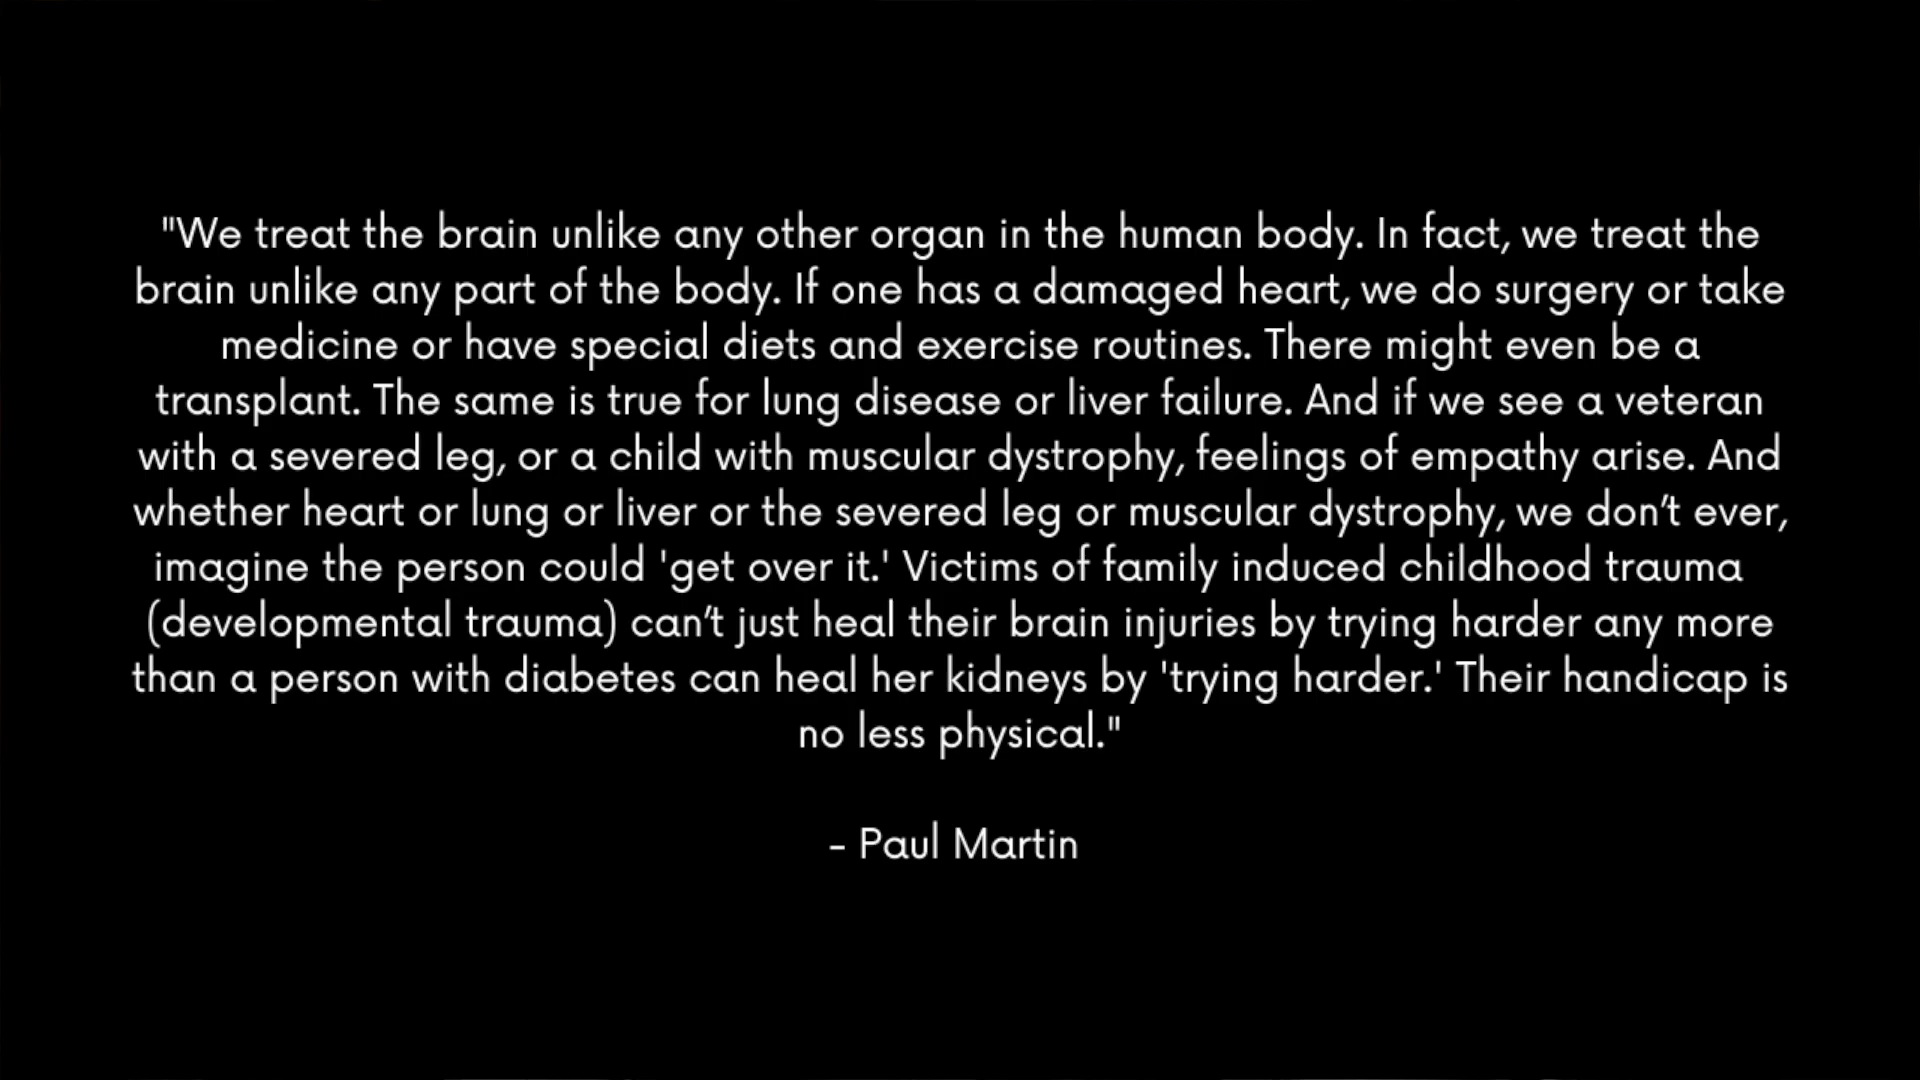 "We treat the brain unlike any other organ in the human body. In fact, we treat the
brain unlike any part of the body. If one has a damaged heart, we do surgery or take
medicine or have special diets and exercise routines. There might even be a
transplant. The same is true for lung disease or liver failure. And if we see a veteran
with a severed leg, or a child with muscular dystrophy, feelings of empathy arise. And
whether heart or lung or liver or the severed leg or muscular dystrophy, we don’t ever,
imagine the person could 'get over it.' Victims of family induced childhood trauma
(developmental trauma) can’t just heal their brain injuries by trying harder any more
than a person with diabetes can heal her kidneys by 'trying harder.' Their handicap is
no less physical."
- Paul Martin